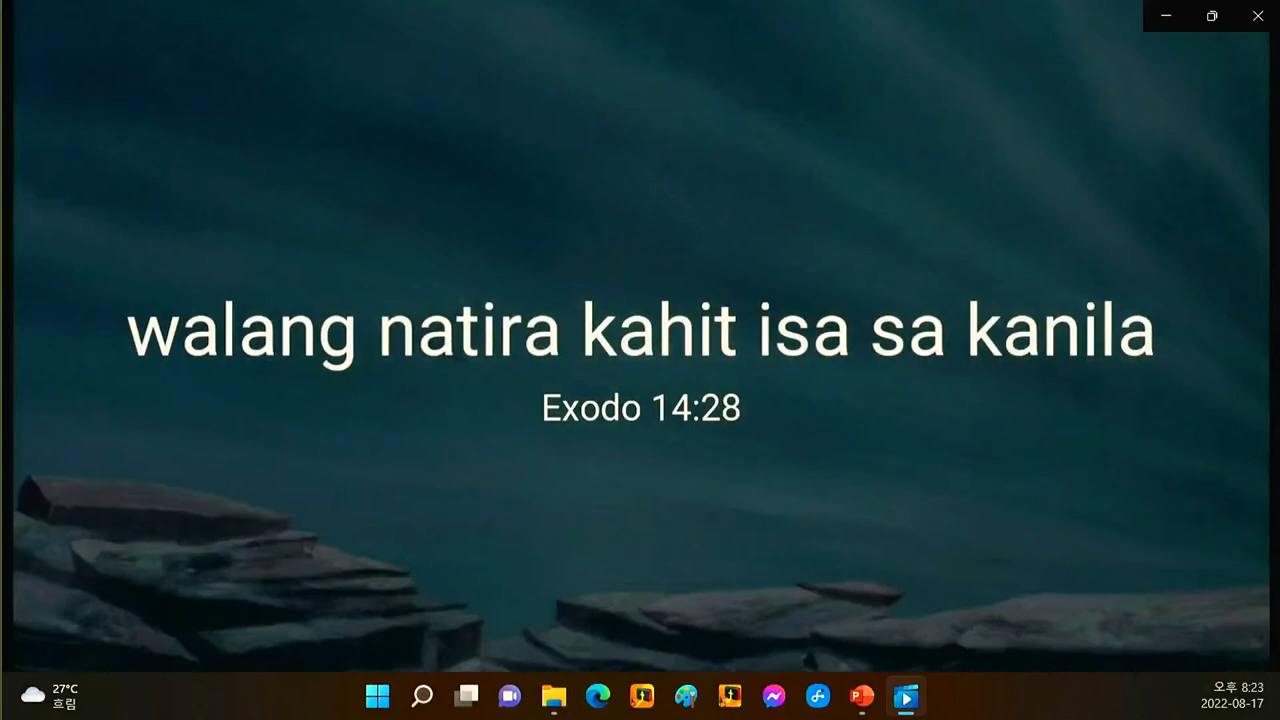 walang natira kahit isa sa kanila
Exodo 14:28
27°C
흐림
오후 8:23
2022-08-17